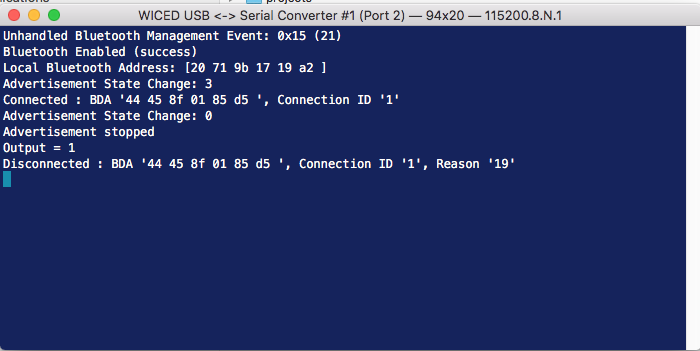 WICED USB <-> Serial Converter #1 (Port 2) — 94x20 — 115200.8.N.1
Unhandled Bluetooth Management Event: 0x15 (21)
Bluetooth Enabled (success)
Local Bluetooth Address: [20 71 9b 17 19 a2 ]
Advertisement State Change: 3
Connected : BDA '44 45 8f 01 85 d5 ', Connection ID '1'
Advertisement State Change: 0
Advertisement stopped
Output = 1
Disconnected : BDA '44 45 8f 01 85 d5 ', Connection ID '1', Reason '19'